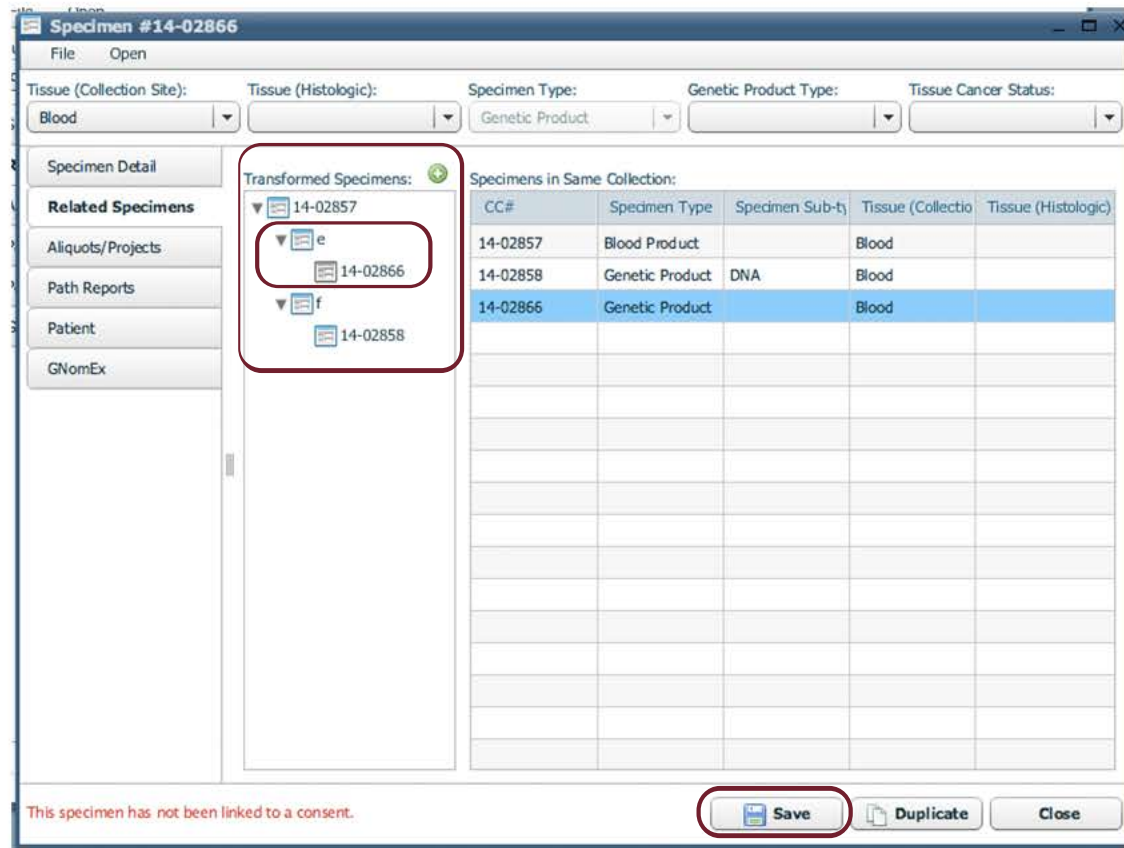 Specimen #14-02866
File Open
Tissue (Collection Site): Tissue (Histologic): Specimen Type: Genetic Product Type: Tissue Cancer Status:
Blood Genetic Product
Specimen Detail
Related Specimens
Aliquots/Projects
Path Reports
Patient
GNomEx
Transformed Specimens:
14-02857
e
14-02866
f
14-02858
Specimens in Same Collection:
CC# Specimen Type Specimen Sub-ty Tissue (Collectio Tissue (Histologic)
14-02857 Blood Product Blood
14-02858 Genetic Product DNA Blood
14-02866 Genetic Product Blood
This specimen has not been linked to a consent.
Save Duplicate Close